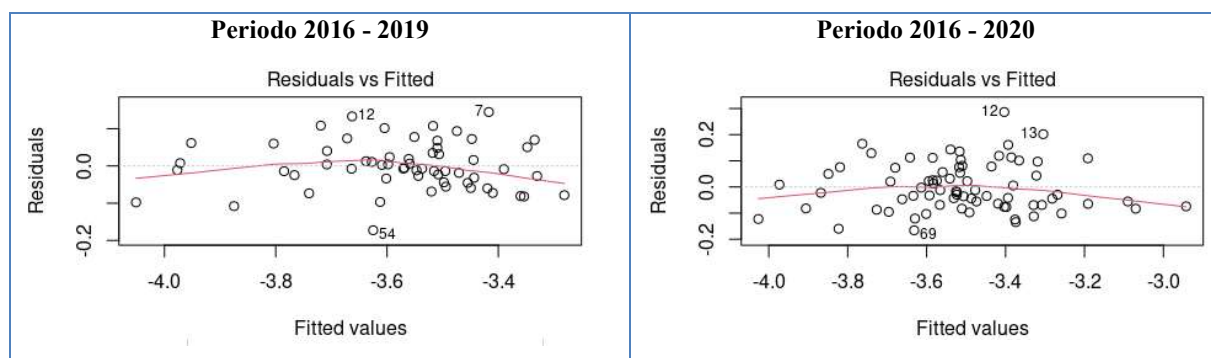 Periodo 2016 - 2019
Residuals vs Fitted
12
7
54
Residuals
0.0
-0.2
-4.0
-3.8
-3.6
-3.4
Fitted values
Periodo 2016 - 2020
Residuals vs Fitted
12
13
69
Residuals
0.2
0.0
-0.2
-4.0
-3.8
-3.6
-3.4
-3.2
-3.0
Fitted values